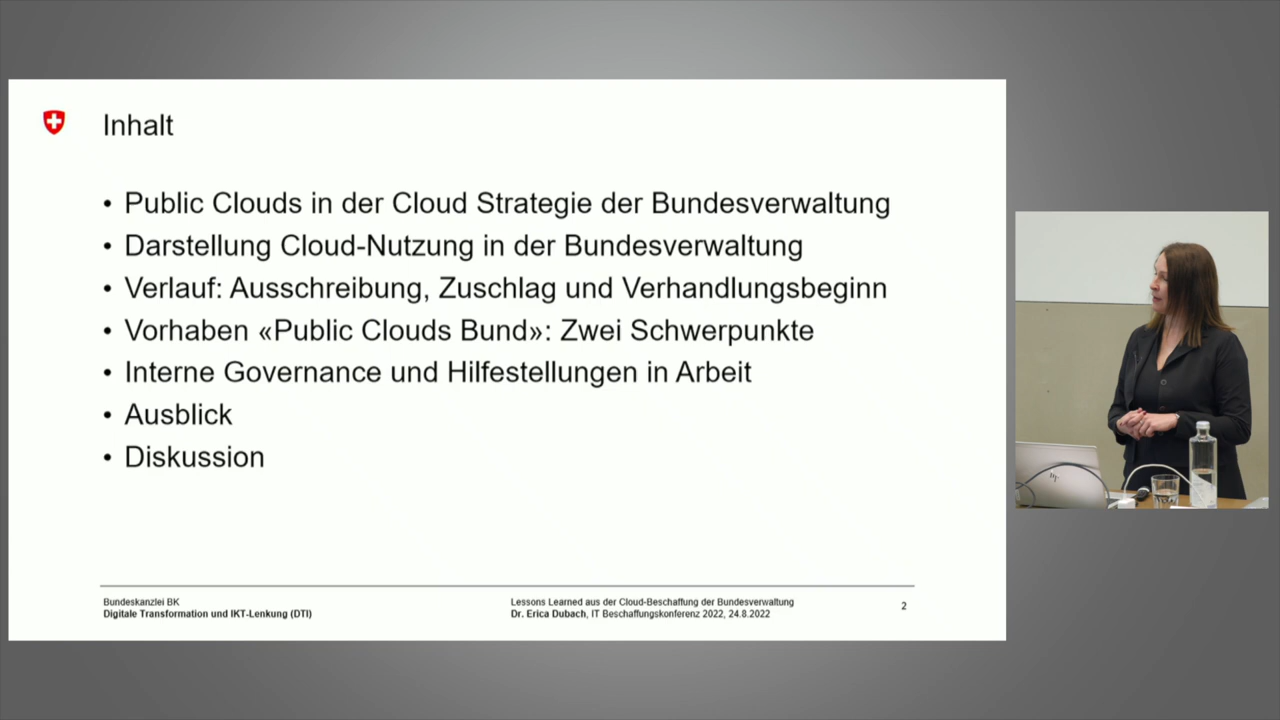 Inhalt
• Public Clouds in der Cloud Strategie der Bundesverwaltung
• Darstellung Cloud-Nutzung in der Bundesverwaltung
• Verlauf: Ausschreibung, Zuschlag und Verhandlungsbeginn
• Vorhaben «Public Clouds Bund»: Zwei Schwerpunkte
• Interne Governance und Hilfestellungen in Arbeit
• Ausblick
• Diskussion
Bundeskanzlei BK
Digitale Transformation und IKT-Lenkung (DTI)
Lessons Learned aus der Cloud-Beschaffung der Bundesverwaltung
Dr. Erica Dubach, IT Beschaffungskonferenz 2022, 24.8.2022
2